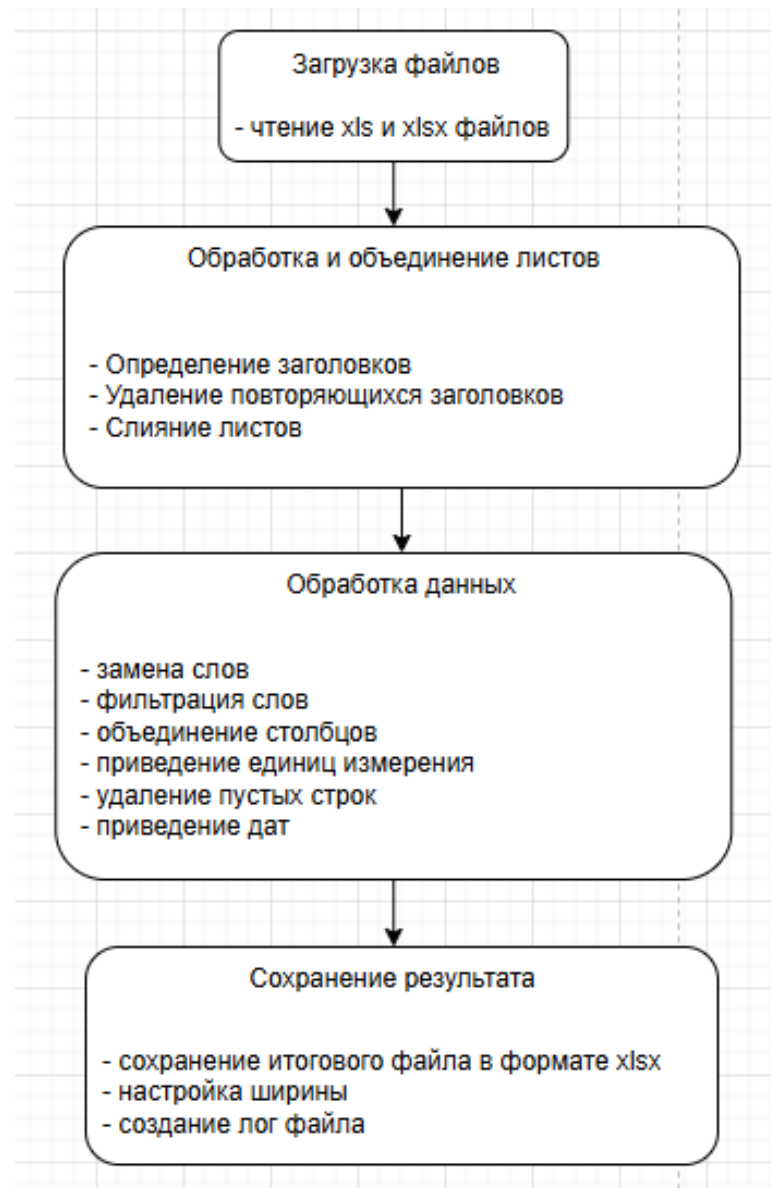 Загрузка файлов
- чтение xls и xlsx файлов
Обработка и объединение листов
- Определение заголовков
- Удаление повторяющихся заголовков
- Слияние листов
Обработка данных
- замена слов
- фильтрация слов
- объединение столбцов
- приведение единиц измерения
- удаление пустых строк
- приведение дат
Сохранение результата
- сохранение итогового файла в формате xlsx
- настройка ширины
- создание лог файла